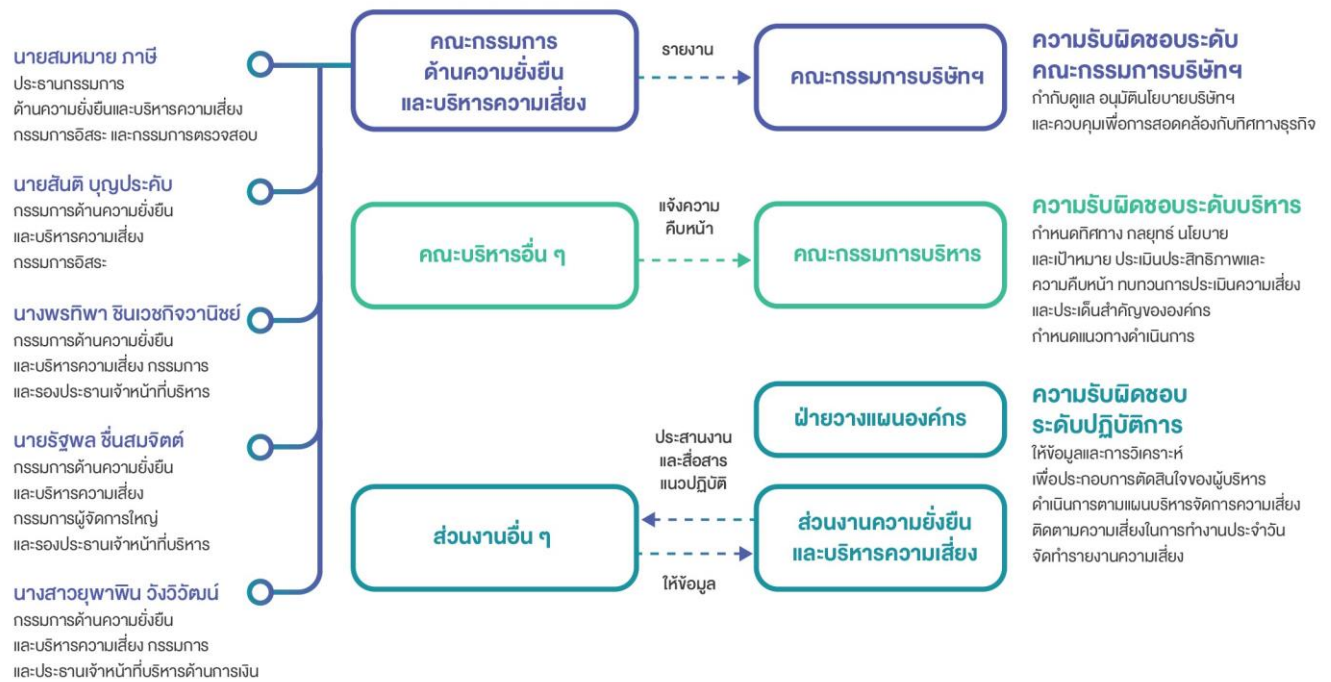 นายสมหมาย ภาษี
ประธานกรรมการ
ด้านความยั่งยืนและบริหารความเสี่ยง
กรรมการอิสระ และกรรมการตรวจสอบ
นายสันติ บุญประคับ
กรรมการด้านความยั่งยืน
และบริหารความเสี่ยง
กรรมการอิสระ
นางพรทิพา ชินเวชกิจวานิชย์
กรรมการด้านความยั่งยืน
และบริหารความเสี่ยง กรรมการ
และรองประธานเจ้าหน้าที่บริหาร
นายรัฐพล ชื่นสมจิตต์
กรรมการด้านความยั่งยืน
และบริหารความเสี่ยง
กรรมการผู้จัดการใหญ่
และรองประธานเจ้าหน้าที่บริหาร
นางสาวยุพาพิน วังวิวัฒน์
กรรมการด้านความยั่งยืน
และบริหารความเสี่ยง กรรมการ
และประธานเจ้าหน้าที่บริหารด้านการเงิน
คณะกรรมการ
ด้านความยั่งยืน
และบริหารความเสี่ยง
รายงาน
คณะกรรมการบริษัทฯ
ความรับผิดชอบระดับ
คณะกรรมการบริษัทฯ
กำกับดูแล อนุมัตินโยบายบริษัทฯ
และควบคุมเพื่อการสอดคล้องกับทิศทางธุรกิจ
คณะบริหารอื่น ๆ
แจ้งความ
คืบหน้า
คณะกรรมการบริหาร
ความรับผิดชอบระดับบริหาร
กำหนดทิศทาง กลยุทธ์ นโยบาย
และเป้าหมาย ประเมินประสิทธิภาพและ
ความคืบหน้า ทบทวนการประเมินความเสี่ยง
และประเด็นสำคัญขององค์กร
กำหนดแนวทางดำเนินการ
ส่วนงานอื่น ๆ
ประสานงาน
และสื่อสาร
แนวปฏิบัติ
ให้ข้อมูล
ฝ่ายวางแผนองค์กร
ส่วนงานความยั่งยืน
และบริหารความเสี่ยง
ความรับผิดชอบ
ระดับปฏิบัติการ
ให้ข้อมูลและการวิเคราะห์
เพื่อประกอบการตัดสินใจของผู้บริหาร
ดำเนินการตามแผนบริหารจัดการความเสี่ยง
ติดตามความเสี่ยงในการทำงานประจำวัน
จัดทำรายงานความเสี่ยง